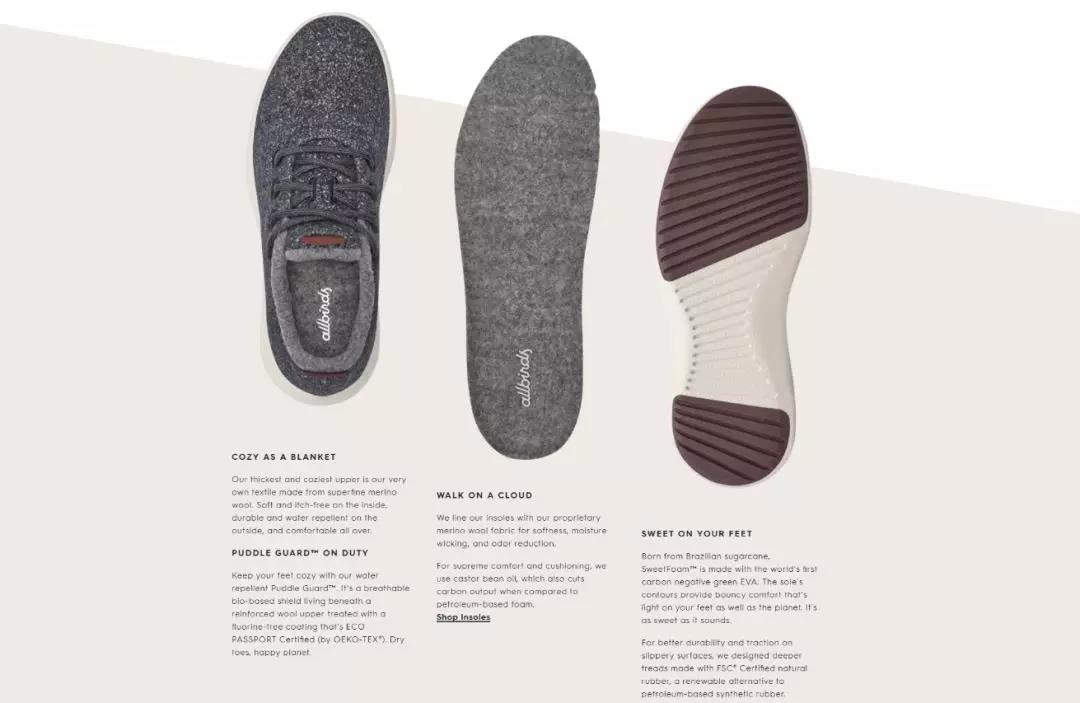 allbirds
allbirds
COZY AS A BLANKET
Our thickest and coziest upper is our very
own textile made from superfine merino
wool. Soft and itch-free on the inside,
durable and water repellent on the
outside, and comfortable all over.
PUDDLE GUARD™ ON DUTY
Keep your feet cozy with our water
repellent Puddle Guard™. It's a breathable
bio-based shield living beneath a
reinforced wool upper treated with a
fluorine-free coating that's ECO
PASSPORT Certified (by OEKO-TEX®). Dry
toes, happy planet.
WALK ON A CLOUD
We line our insoles with our proprietary
merino wool fabric for softness, moisture
wicking, and odor reduction.
For supreme comfort and cushioning, we
use castor bean oil, which also cuts
carbon output when compared to
petroleum-based foam.
Shop Insoles
SWEET ON YOUR FEET
Born from Brazilian sugarcane,
SweetFoam™ is made with the world's first
carbon negative green EVA. The sole's
contours provide bouncy comfort that's
light on your feet as well as the planet. It's
as sweet as it sounds.
For better durability and traction on
slippery surfaces, we designed deeper
treads made with FSC® Certified natural
rubber, a renewable alternative to
petroleum-based synthetic rubber.